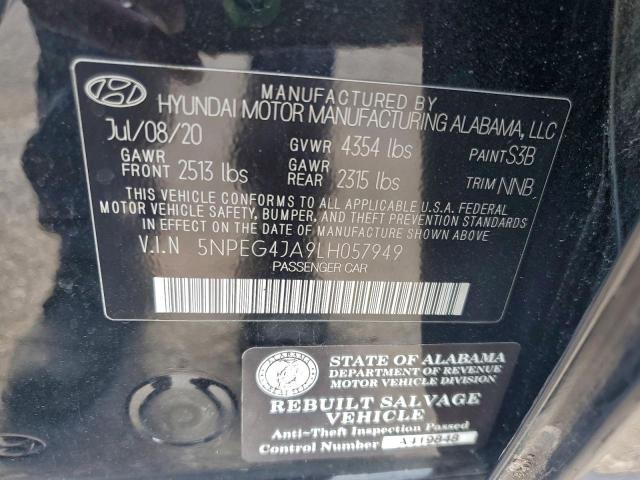 MANUFACTURED BY
HYUNDAI MOTOR MANUFACTURING ALABAMA, LLC
Jul/08/20 GVWR 4354 lbs PAINT S3B
GAWR FRONT 2513 lbs GAWR REAR 2315 lbs TRIM NNB
THIS VEHICLE CONFORMS TO ALL APPLICABLE U.S.A. FEDERAL
MOTOR VEHICLE SAFETY, BUMPER, AND THEFT PREVENTION STANDARDS
IN EFFECT ON THE DATE OF MANUFACTURE SHOWN ABOVE.
V.I.N 5NPEG4JA9LH057949
PASSENGER CAR
STATE OF ALABAMA
DEPARTMENT OF REVENUE
MOTOR VEHICLE DIVISION
REBUILT SALVAGE
VEHICLE
Anti-Theft Inspection Passed
Control Number A419848